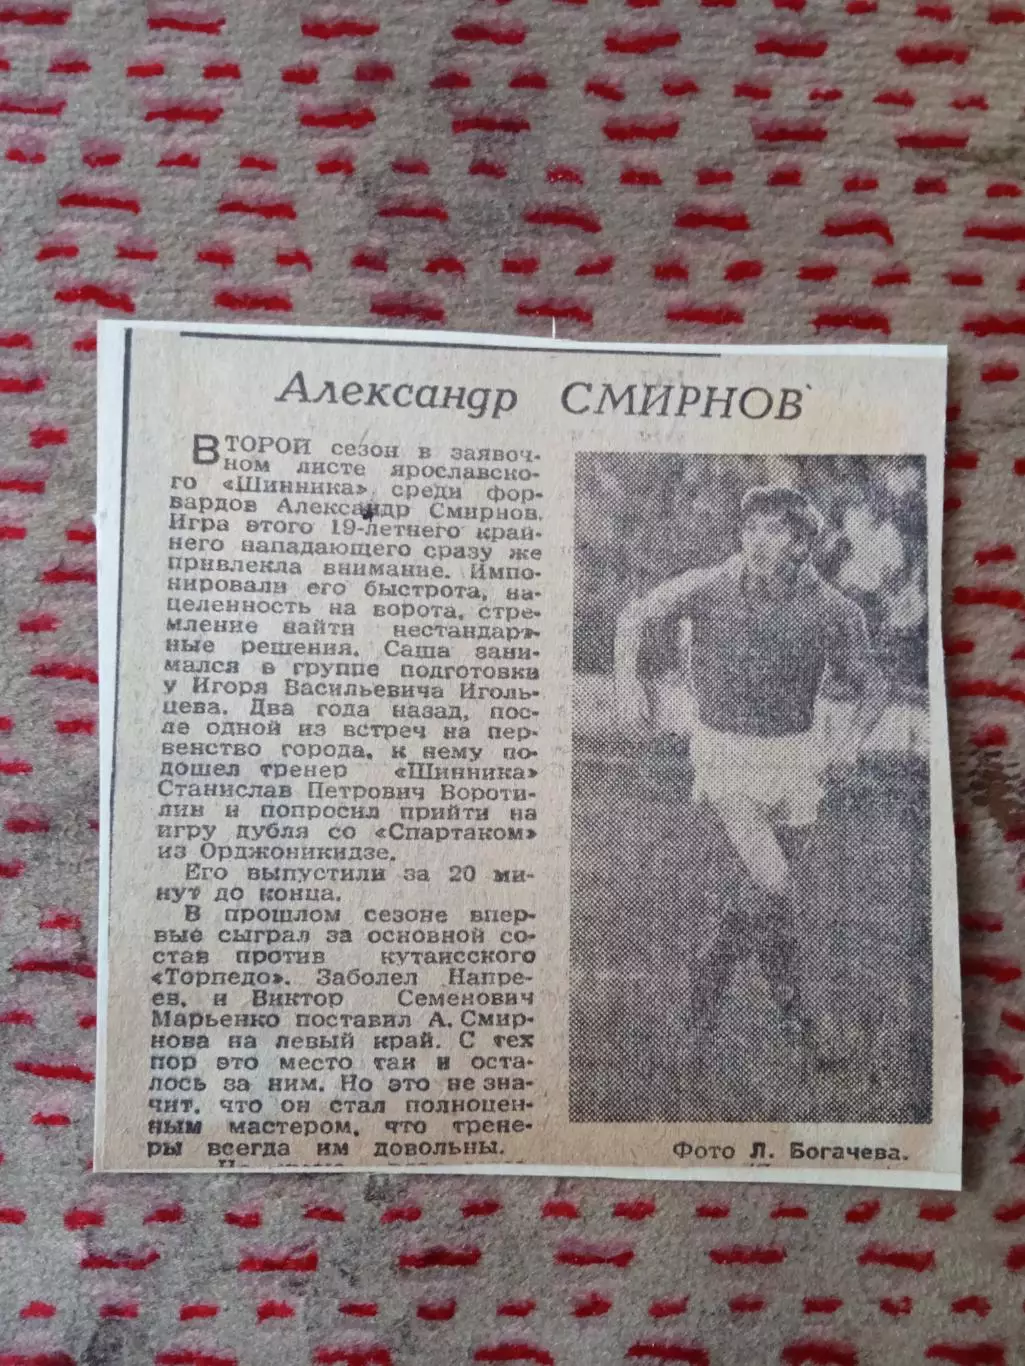 Александр СМИРНОВ
ВТОРОЙ сезон в заявоч-
ном листе ярославско-
го «Шинника» среди фор-
вардов Александр Смирнов.
Игра этого 19-летнего край-
него нападающего сразу же
привлекла внимание. Импо-
нировали его быстрота, на-
целенность на ворота, стре-
мление найти нестандарт-
ные решения. Саша зани-
мался в группе подготовки
у Игоря Васильевича Иголь-
цева. Два года назад, пос-
ле одной из встреч на пер-
венство города, к нему по-
дошел тренер «Шинника»
Станислав Петрович Вороти-
лин и попросил прийти на
игру дубля со «Спартаком»
из Орджоникидзе.
Его выпустили за 20 ми-
нут до конца.
В прошлом сезоне впер-
вые сыграл за основной со-
став против кутаисского
«Торпедо». Заболел Напре-
ев, и Виктор Семенович
Марьенко поставил А. Смир-
нова на левый край. С тех
пор это место так и оста-
лось за ним. Но это не зна-
чит, что он стал полноцен-
ным мастером, что трене-
ры всегда им довольны.
Фото Л. Богачева.